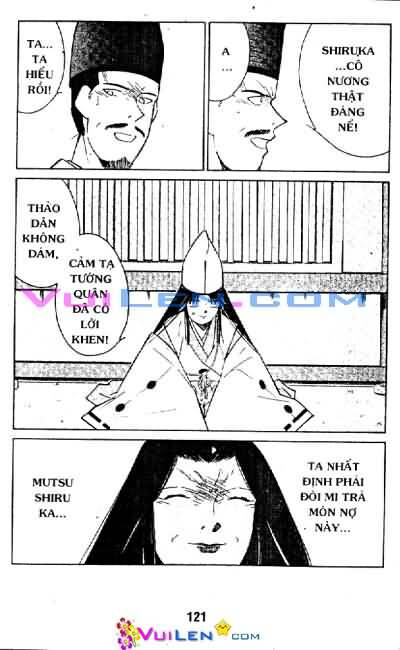 TA...
TA
HIỂU
RỒI!
A
...
SHIRUKA
...CÔ
NƯƠNG
THẬT
ĐÁNG
NỂ!
THẢO
DÂN
KHÔNG
DÁM,
CẢM TẠ
TƯỚNG
QUÂN
ĐÃ CÓ
LỜI
KHEN!
VUILEN.COM
MUTSU
SHIRU
KA...
TA NHẤT
ĐỊNH PHẢI
ĐÒI MI TRẢ
MÓN NỢ
NÀY...
121
VUILEN.COM